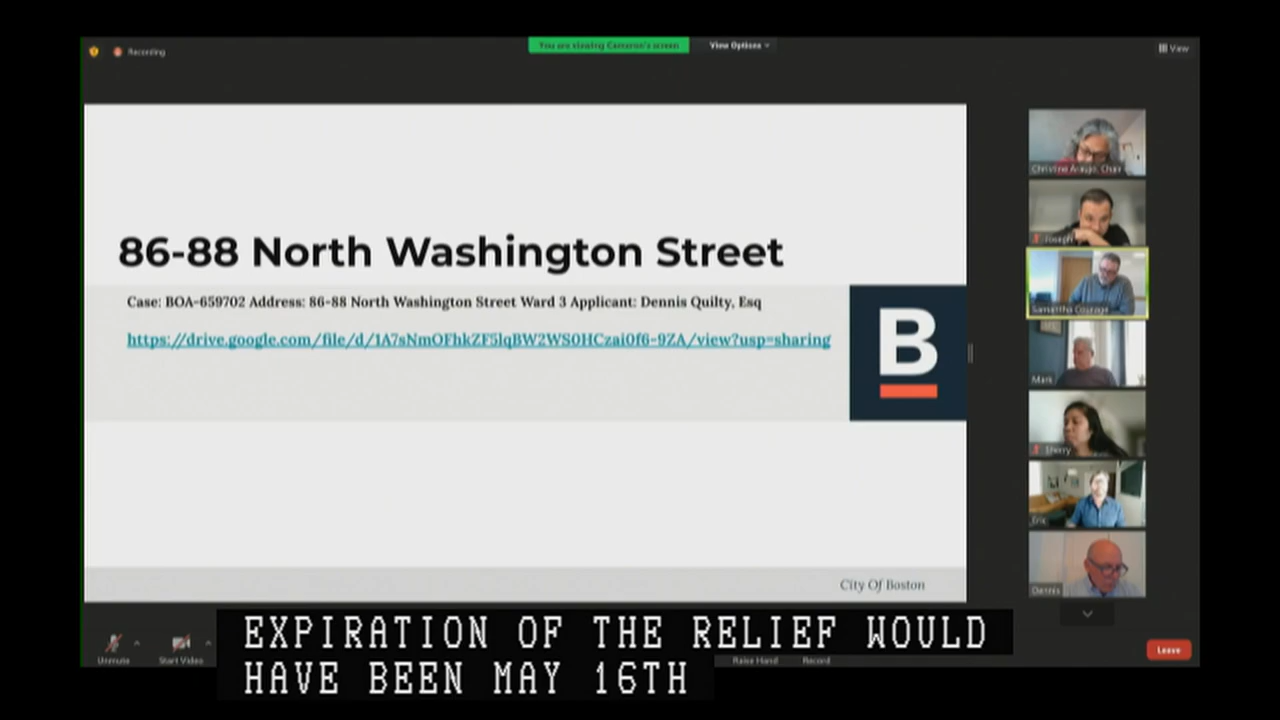 Recording
You are viewing Cameron's screen
View Options
View
Christine Araujo, Chair
Joseph
Samantha Courage
Mark
Sherry
Eric
Dennis
86-88 North Washington Street
Case: BOA-659702 Address: 86-88 North Washington Street Ward 3 Applicant: Dennis Quilty, Esq
https://drive.google.com/file/d/1A7sNmOFhkZF5lqBW2WS0HCzai0f6-9ZA/view?usp=sharing
B
City Of Boston
Unmute
Start Video
Raise Hand
Record
Leave
EXPIRATION OF THE RELIEF WOULD
HAVE BEEN MAY 16TH